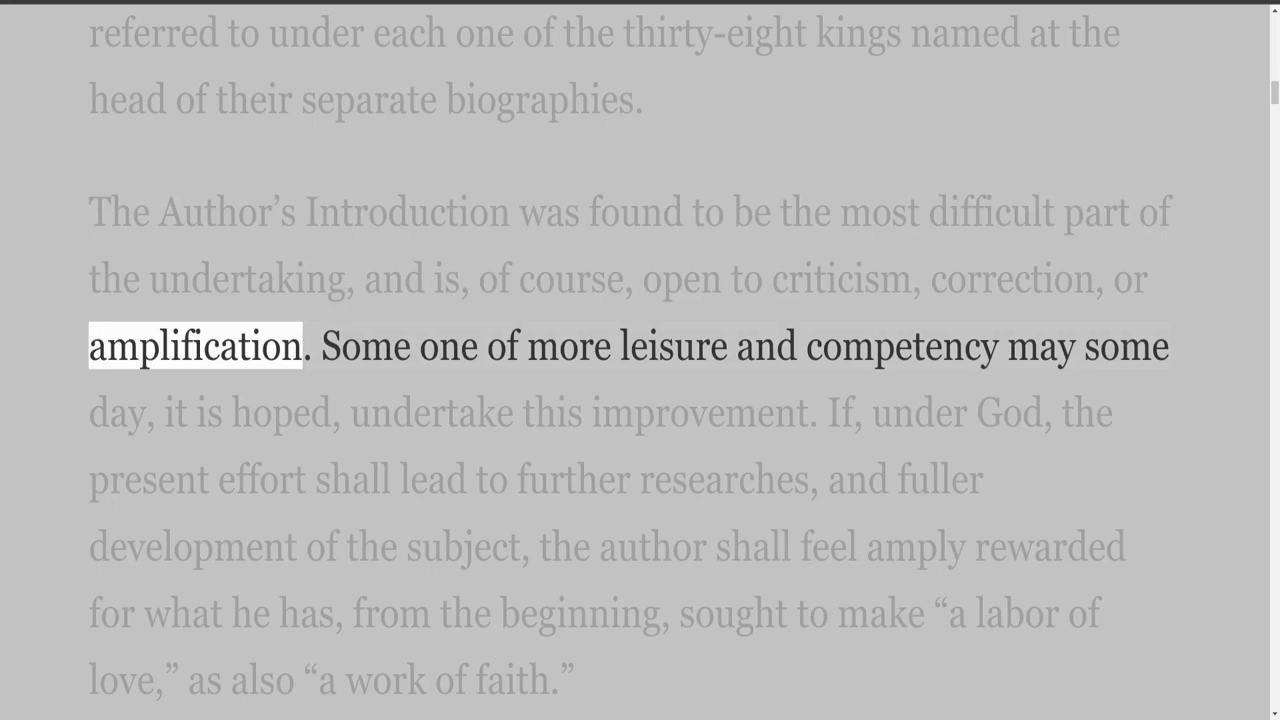 referred to under each one of the thirty-eight kings named at the
head of their separate biographies.
The Author’s Introduction was found to be the most difficult part of
the undertaking, and is, of course, open to criticism, correction, or
amplification. Some one of more leisure and competency may some
day, it is hoped, undertake this improvement. If, under God, the
present effort shall lead to further researches, and fuller
development of the subject, the author shall feel amply rewarded
for what he has, from the beginning, sought to make “a labor of
love,” as also “a work of faith.”